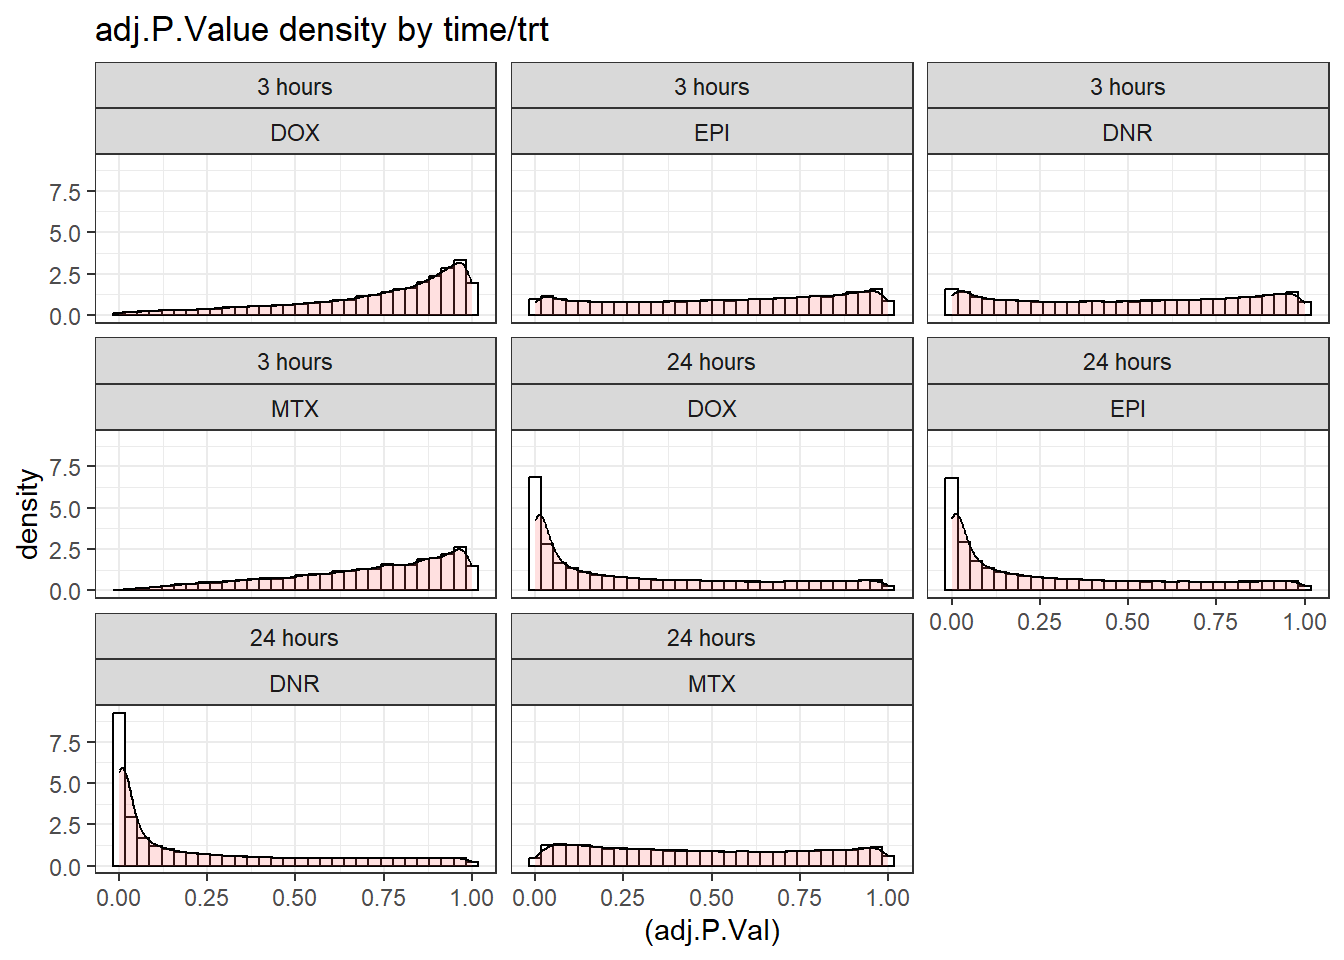 adj.P.Value density by time/trt
3 hours
DOX
3 hours
EPI
3 hours
DNR
7.5
5.0
2.5
0.0
3 hours
MTX
24 hours
DOX
24 hours
EPI
density
7.5
5.0
2.5
0.0
0.00 0.25 0.50 0.75 1.00
24 hours
DNR
24 hours
MTX
7.5
5.0
2.5
0.0
0.00 0.25 0.50 0.75 1.00
0.00 0.25 0.50 0.75 1.00
(adj.P.Val)